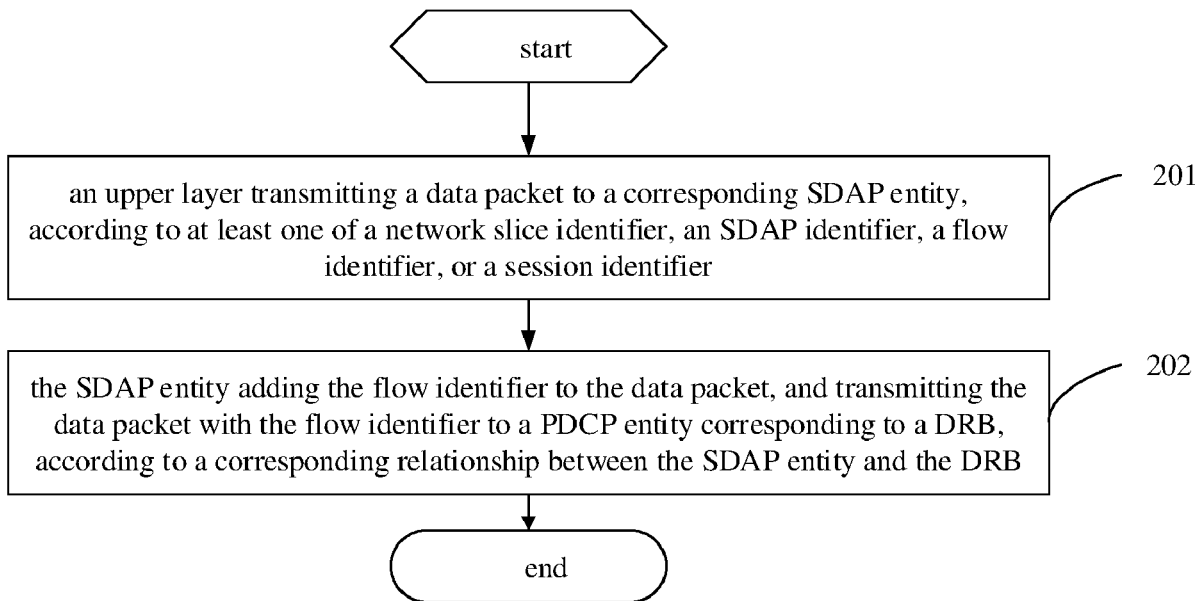 start
an upper layer transmitting a data packet to a corresponding SDAP entity,
according to at least one of a network slice identifier, an SDAP identifier, a flow
identifier, or a session identifier
201
the SDAP entity adding the flow identifier to the data packet, and transmitting the
data packet with the flow identifier to a PDCP entity corresponding to a DRB,
according to a corresponding relationship between the SDAP entity and the DRB
202
end